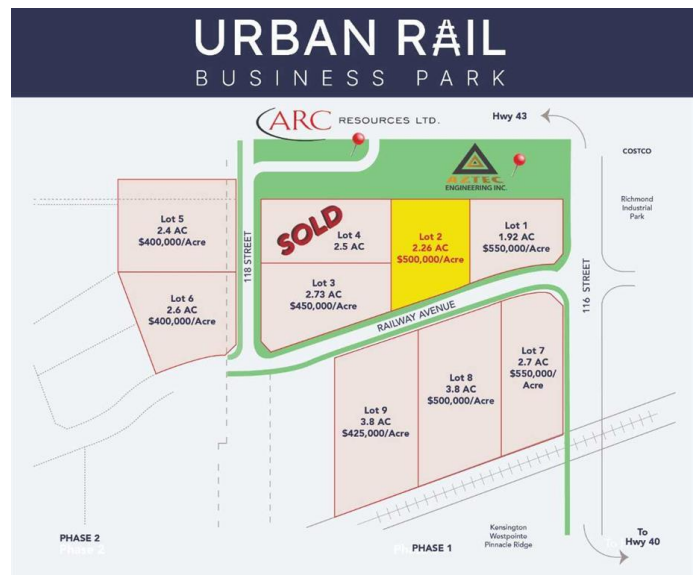 URBAN RAIL
BUSINESS PARK
ARC RESOURCES LTD.
Hwy 43
COSTCO
AZTEC
ENGINEERING INC.
Richmond
Industrial
Park
Lot 5
2.4 AC
$400,000/Acre
118 STREET
SOLD
Lot 4
2.5 AC
Lot 2
2.26 AC
$500,000/Acre
Lot 1
1.92 AC
$550,000/Acre
Lot 6
2.6 AC
$400,000/Acre
Lot 3
2.73 AC
$450,000/Acre
116 STREET
RAILWAY AVENUE
Lot 7
2.7 AC
$550,000/
Acre
Lot 8
3.8 AC
$500,000/Acre
Lot 9
3.8 AC
$425,000/Acre
PHASE 2
Phase 2
PHASE 1
Kensington
Westpointe
Pinnacle Ridge
To
Hwy 40